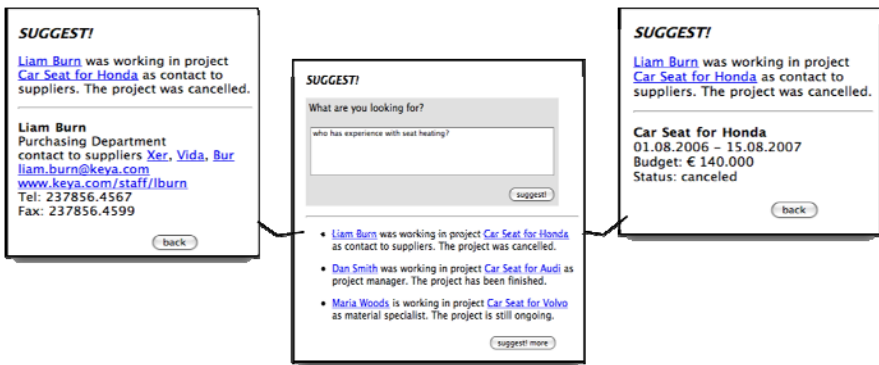 SUGGEST!
Liam Burn was working in project
Car Seat for Honda as contact to
suppliers. The project was cancelled.
Liam Burn
Purchasing Department
contact to suppliers Xer, Vida, Bur
liam.burn@keya.com
www.keya.com/staff/lburn
Tel: 237856.4567
Fax: 237856.4599
back
SUGGEST!
What are you looking for?
who has experience with seat heating?
suggest!
• Liam Burn was working in project Car Seat for Honda
as contact to suppliers. The project was cancelled.
• Dan Smith was working in project Car Seat for Audi as
project manager. The project has been finished.
• Maria Woods is working in project Car Seat for Volvo
as material specialist. The project is still ongoing.
suggest! more
SUGGEST!
Liam Burn was working in project
Car Seat for Honda as contact to
suppliers. The project was cancelled.
Car Seat for Honda
01.08.2006 – 15.08.2007
Budget: € 140.000
Status: canceled
back